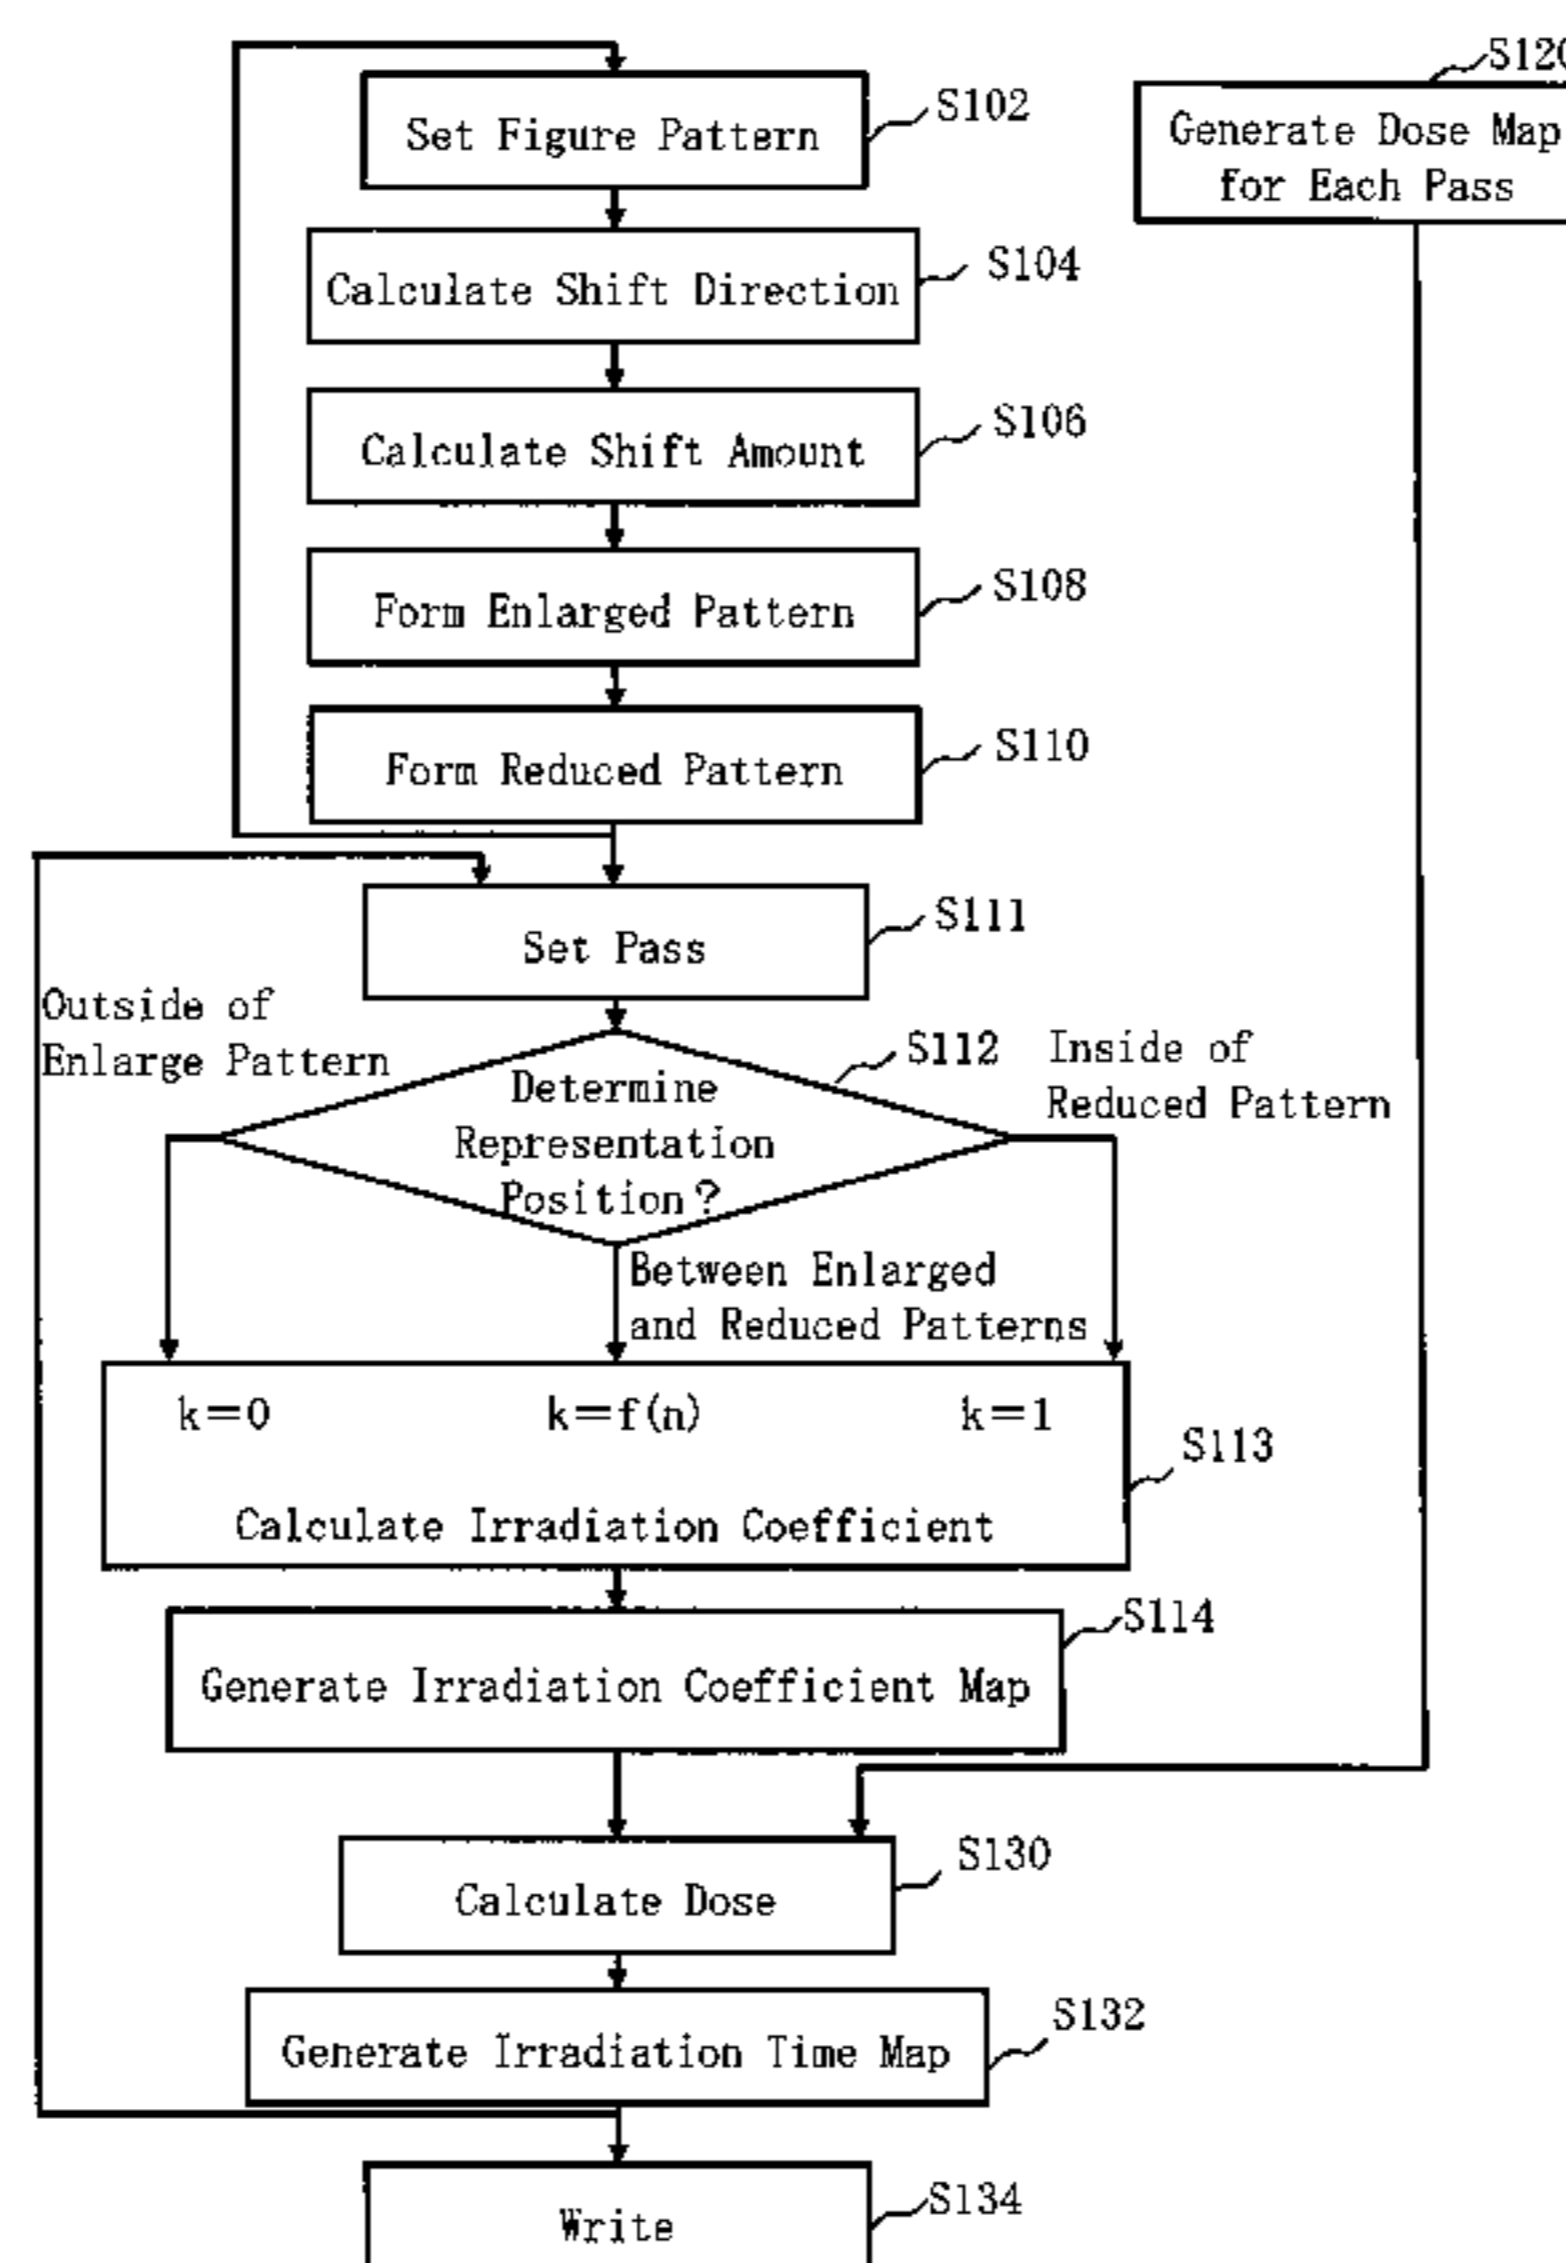 S120
Generate Dose Map
for Each Pass
S102
Set Figure Pattern
S104
Calculate Shift Direction
S106
Calculate Shift Amount
S108
Form Enlarged Pattern
S110
Form Reduced Pattern
S111
Set Pass
Outside of
Enlarge Pattern
S112
Determine
Representation
Position?
Inside of
Reduced Pattern
Between Enlarged
and Reduced Patterns
k=0
k=f(n)
k=1
S113
Calculate Irradiation Coefficient
S114
Generate Irradiation Coefficient Map
S130
Calculate Dose
S132
Generate Irradiation Time Map
S134
Write